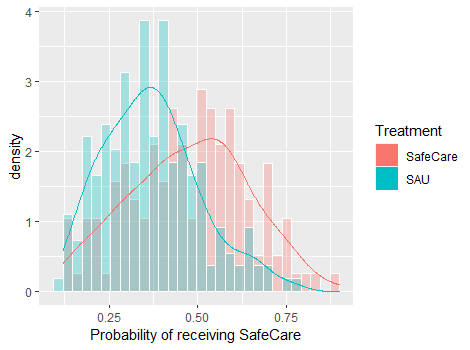 4
3
2
1
0
density
0.25 0.50 0.75
Probability of receiving SafeCare
Treatment
SafeCare
SAU